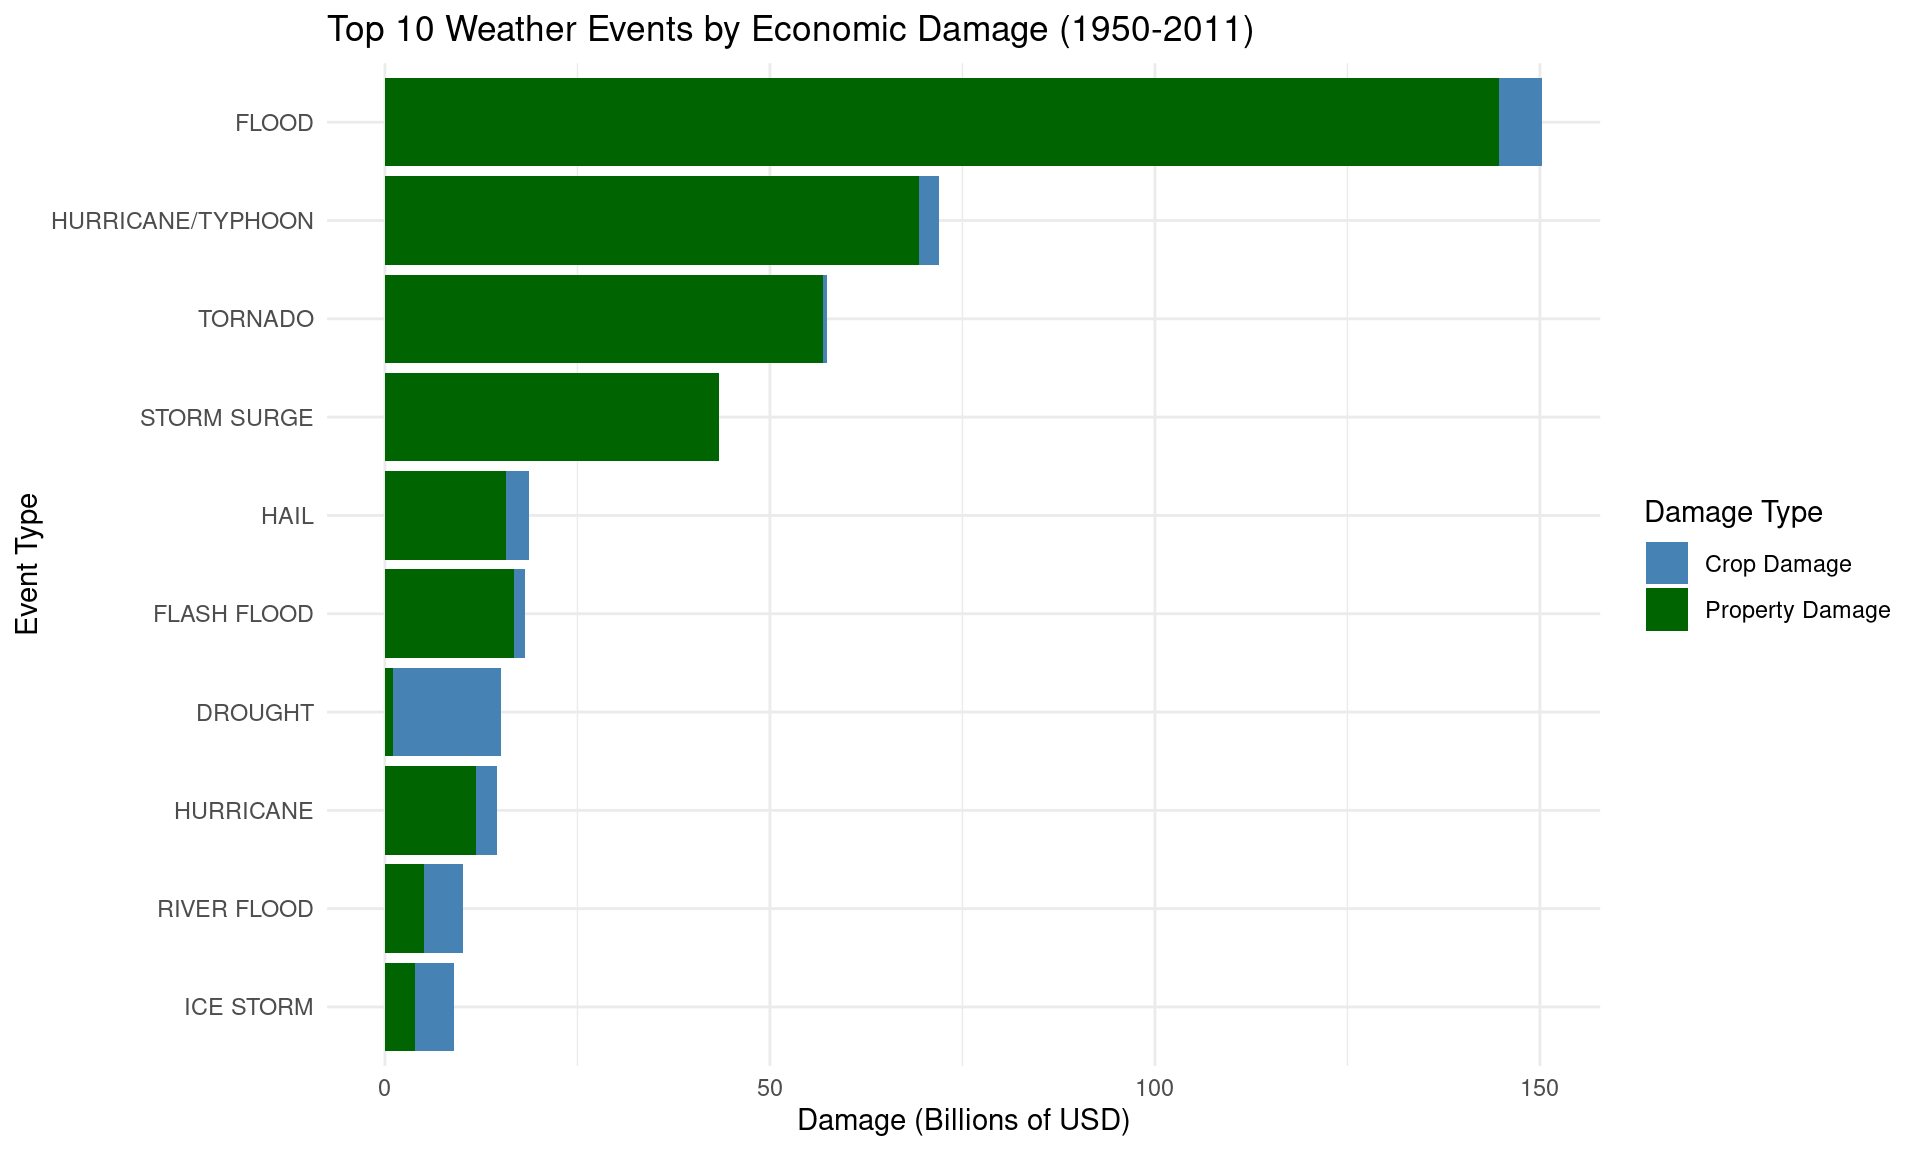 Top 10 Weather Events by Economic Damage (1950-2011)
FLOOD
HURRICANE/TYPHOON
TORNADO
STORM SURGE
HAIL
FLASH FLOOD
DROUGHT
HURRICANE
RIVER FLOOD
ICE STORM
Event Type
0 50 100 150
Damage (Billions of USD)
Damage Type
Crop Damage
Property Damage